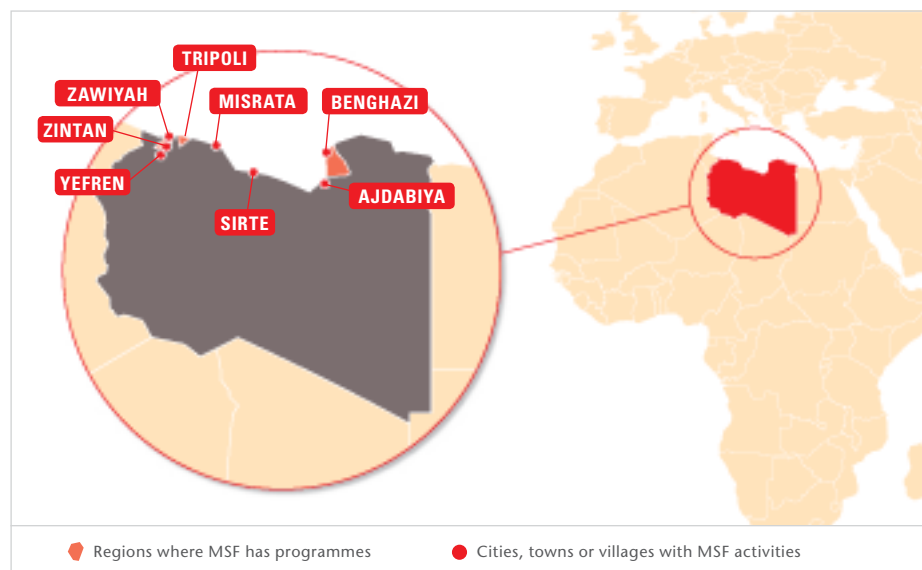 TRIPOLI
ZAWIYAH
MISRATA
BENGHAZI
ZINTAN
YEFREN
AJDABIYA
SIRTE
Regions where MSF has programmes
Cities, towns or villages with MSF activities